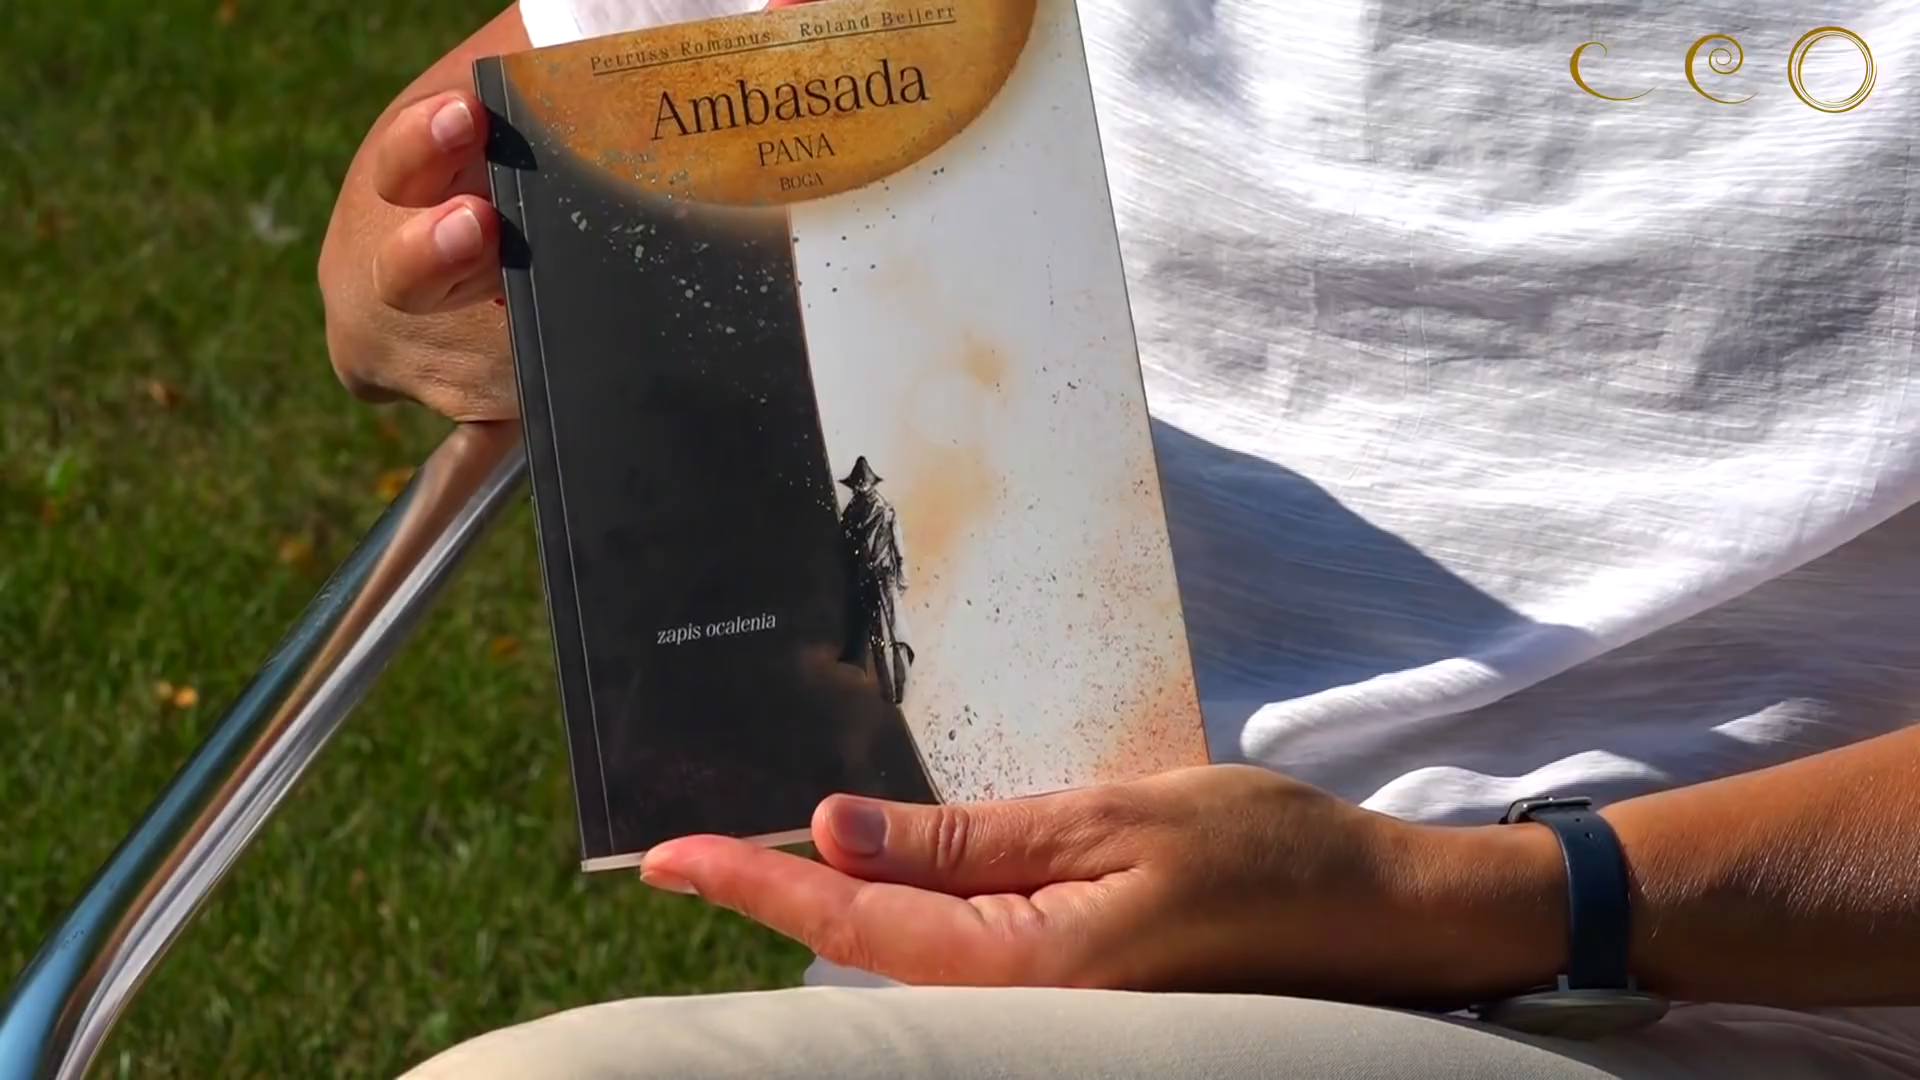 Petruss Romanus Roland Beijerr
Ambasada
PANA
BOGA
zapis ocalenia